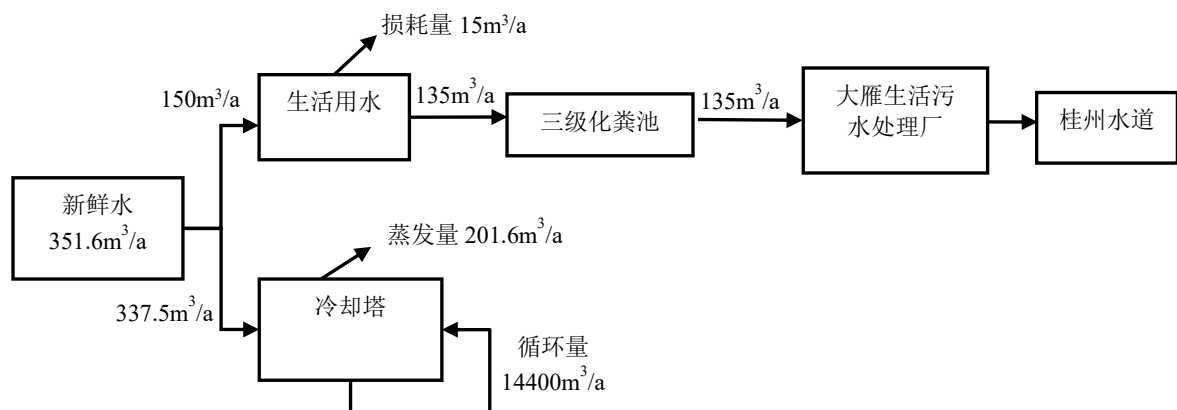 损耗量 15m³/a
150m³/a
生活用水
135m³/a
三级化粪池
135m³/a
大雁生活污
水处理厂
桂州水道
新鲜水
351.6m³/a
蒸发量 201.6m³/a
337.5m³/a
冷却塔
循环量
14400m³/a